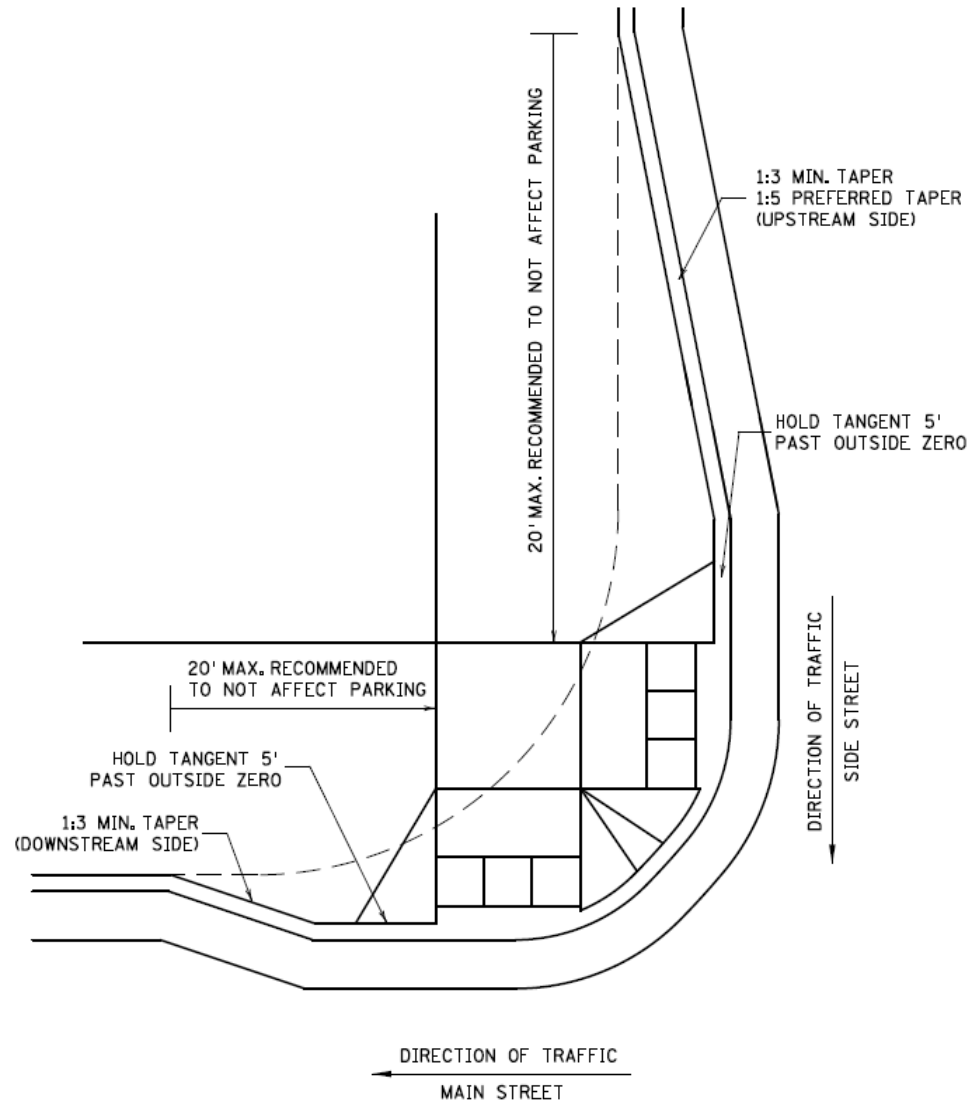 20' MAX. RECOMMENDED TO NOT AFFECT PARKING
1:3 MIN. TAPER
1:5 PREFERRED TAPER
(UPSTREAM SIDE)
HOLD TANGENT 5'
PAST OUTSIDE ZERO
20' MAX. RECOMMENDED
TO NOT AFFECT PARKING
DIRECTION OF TRAFFIC
SIDE STREET
HOLD TANGENT 5'
PAST OUTSIDE ZERO
1:3 MIN. TAPER
(DOWNSTREAM SIDE)
DIRECTION OF TRAFFIC
MAIN STREET